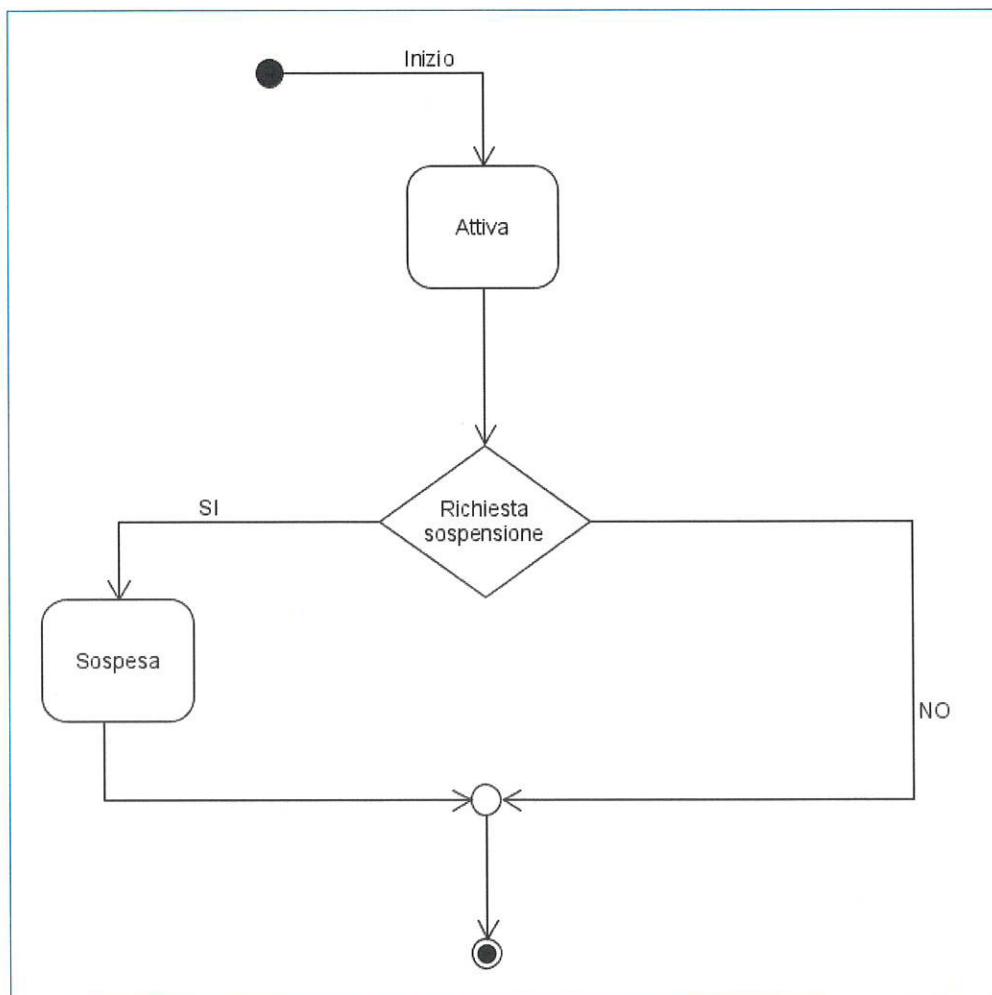 Inizio
Attiva
Richiesta
sospensione
SI
Sospesa
NO